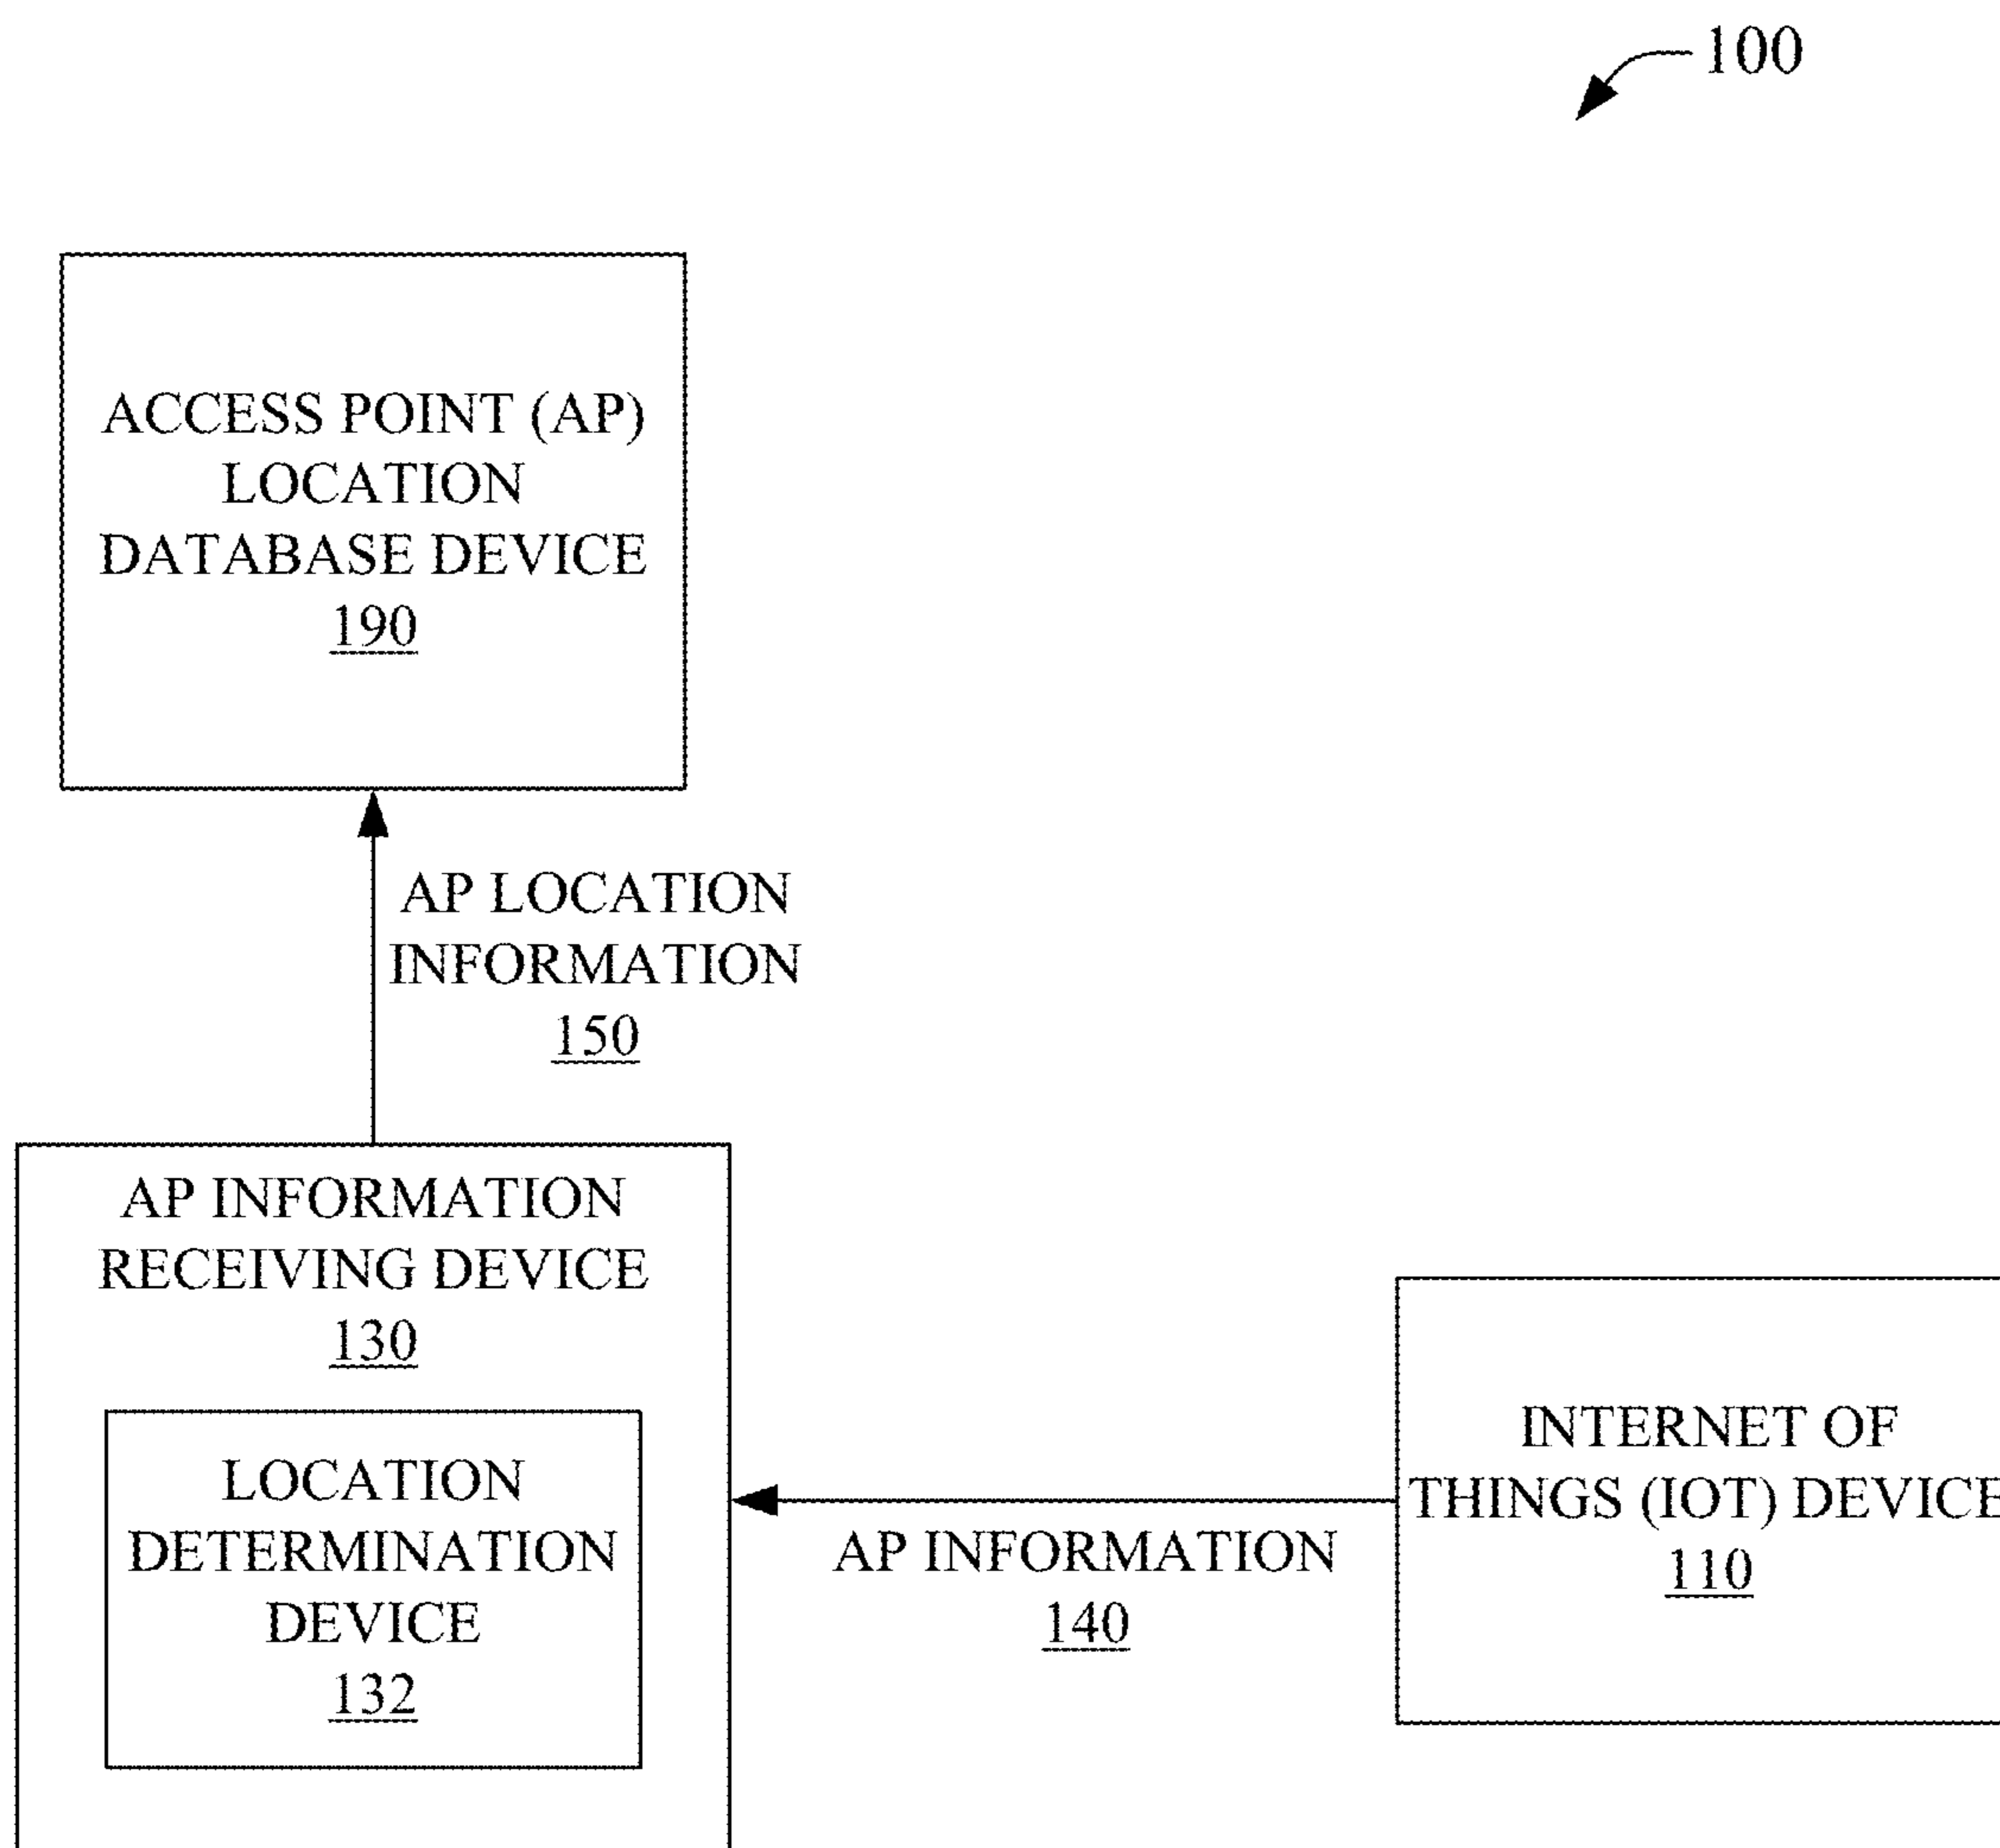 100
ACCESS POINT (AP)
LOCATION
DATABASE DEVICE
190
AP LOCATION
INFORMATION
150
AP INFORMATION
RECEIVING DEVICE
130
LOCATION
DETERMINATION
DEVICE
132
AP INFORMATION
140
INTERNET OF
THINGS (IOT) DEVICE
110